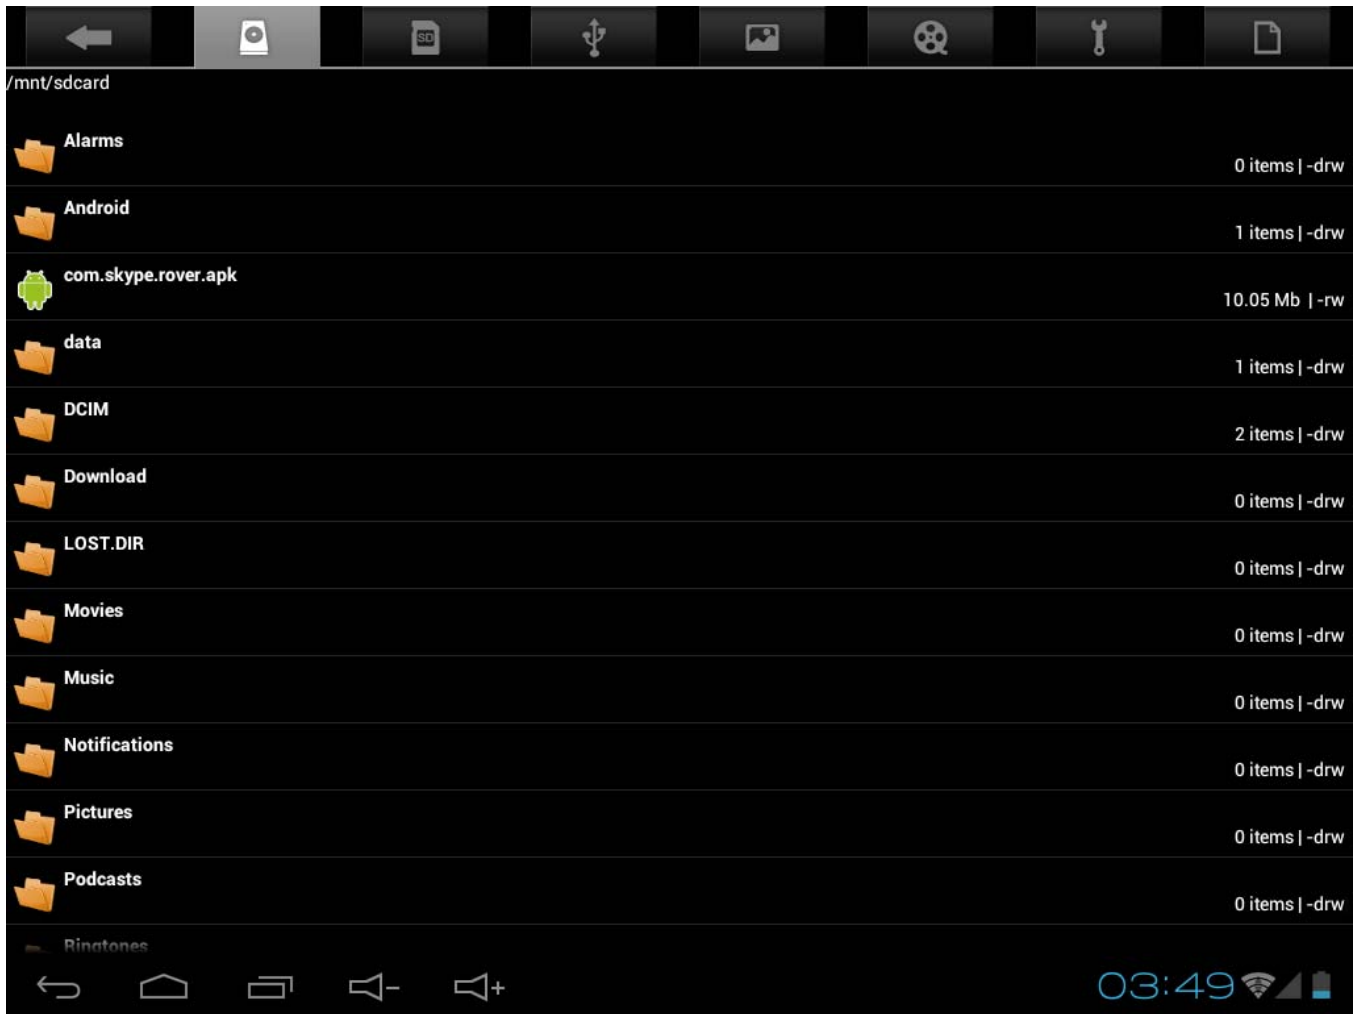 SD
/mnt/sdcard
Alarms
0 items | -drw
Android
1 items | -drw
com.skype.rover.apk
10.05 Mb | -rw
data
1 items | -drw
DCIM
2 items | -drw
Download
0 items | -drw
LOST.DIR
0 items | -drw
Movies
0 items | -drw
Music
0 items | -drw
Notifications
0 items | -drw
Pictures
0 items | -drw
Podcasts
0 items | -drw
Ringtones
03:49